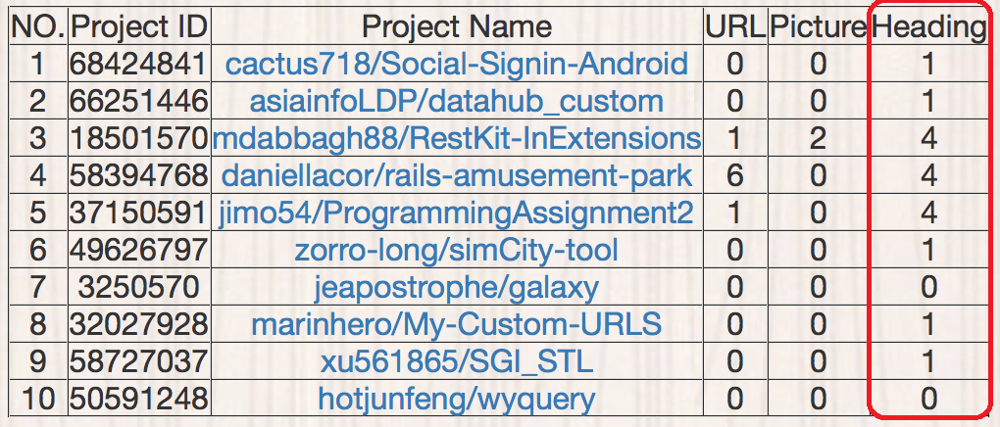 NO. Project ID Project Name URL Picture Heading
1 68424841 cactus718/Social-Signin-Android 0 0 1
2 66251446 asiainfoLDP/datahub_custom 0 0 1
3 18501570 mdabbagh88/RestKit-InExtensions 1 2 4
4 58394768 daniellacor/rails-amusement-park 6 0 4
5 37150591 jimo54/ProgrammingAssignment2 1 0 4
6 49626797 zorro-long/simCity-tool 0 0 1
7 3250570 jeapostrophe/galaxy 0 0 0
8 32027928 marinhero/My-Custom-URLS 0 0 1
9 58727037 xu561865/SGI_STL 0 0 1
10 50591248 hotjunfeng/wyquery 0 0 0